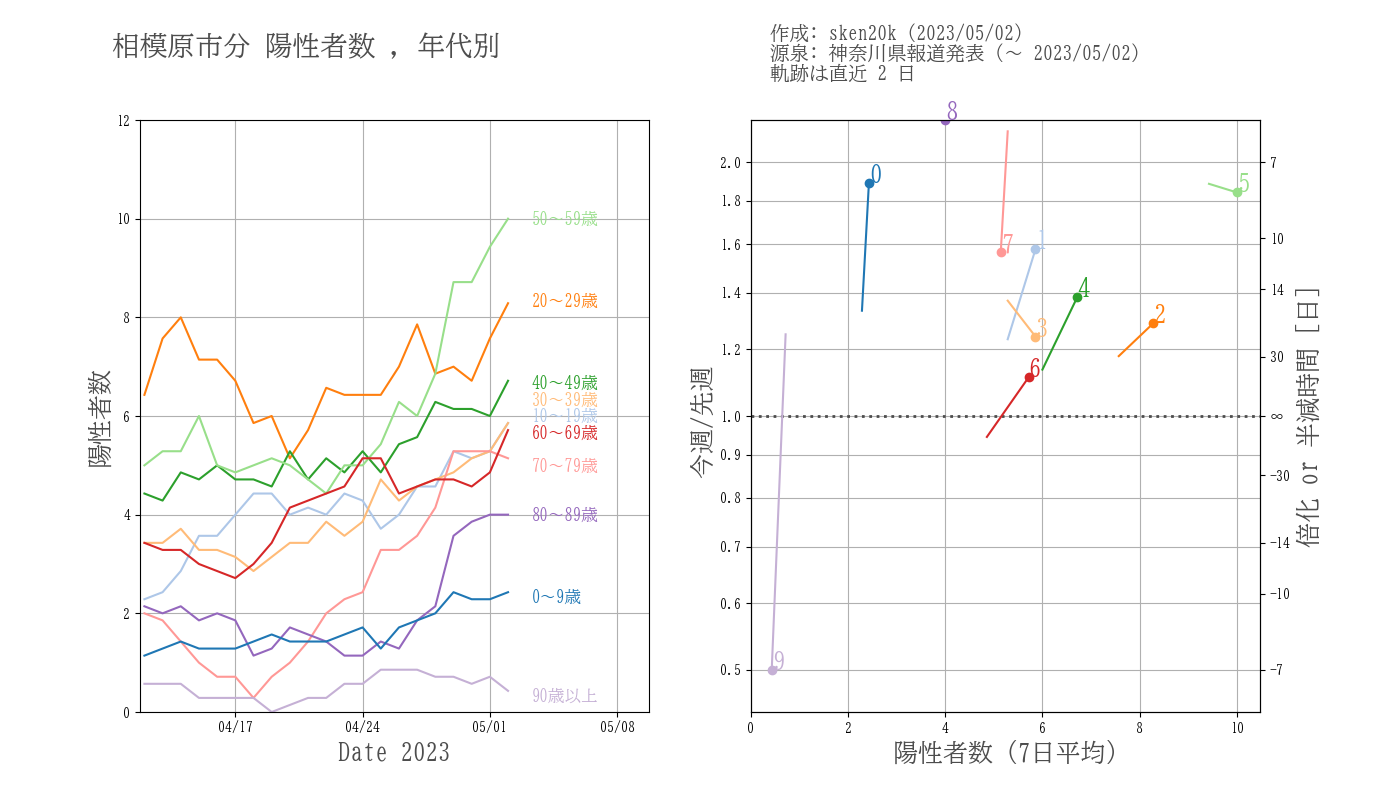 相模原市分 陽性者数 , 年代別
作成: sken20k (2023/05/02)
源泉: 神奈川県報道発表 (〜 2023/05/02)
軌跡は直近 2 日
12
10
8
6
4
2
0
陽性者数
50〜59歳
20〜29歳
40〜49歳
30〜39歳
10〜19歳
60〜69歳
70〜79歳
80〜89歳
0〜9歳
90歳以上
04/17 04/24 05/01 05/08
Date 2023
2.0
1.8
1.6
1.4
1.2
1.0
0.9
0.8
0.7
0.6
0.5
今週/先週
8
0
5
7
1
4
3
2
6
9
7
10
14
30
∞
−30
−14
−10
−7
倍化 or 半減時間 [日]
0 2 4 6 8 10
陽性者数 (7日平均)